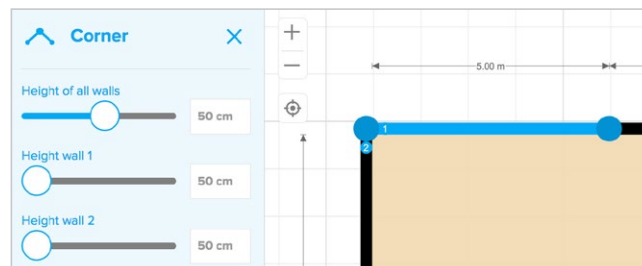 Corner
Height of all walls
50 cm
Height wall 1
50 cm
Height wall 2
50 cm
5.00 m
1
2